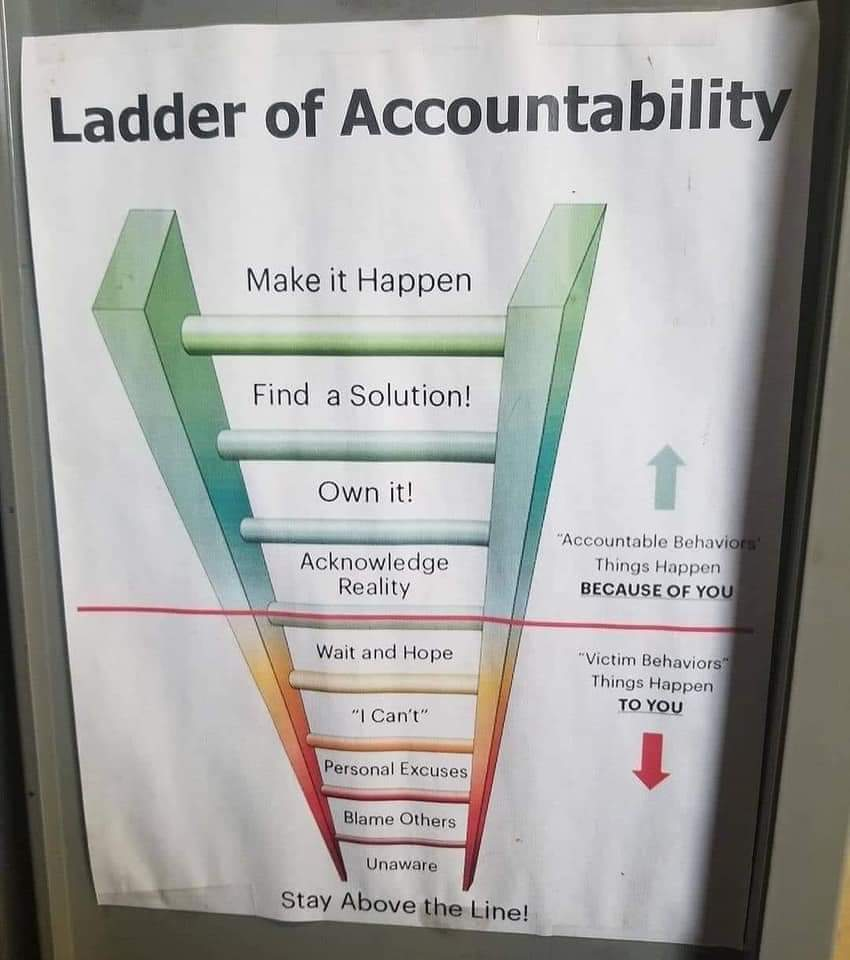 Ladder of Accountability
Make it Happen
Find a Solution!
Own it!
Acknowledge
Reality
"Accountable Behaviors"
Things Happen
BECAUSE OF YOU
Wait and Hope
"Victim Behaviors"
Things Happen
TO YOU
"I Can't"
Personal Excuses
Blame Others
Unaware
Stay Above the Line!